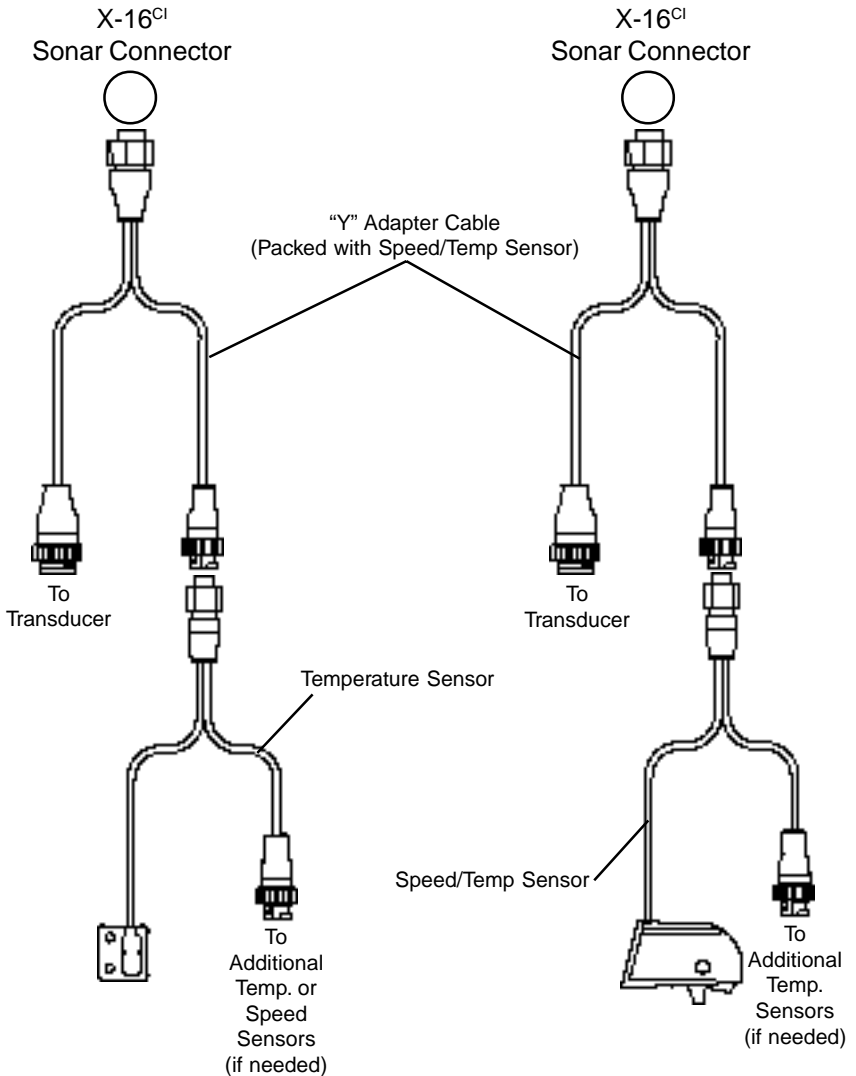 X-16CI
Sonar Connector
X-16CI
Sonar Connector
“Y” Adapter Cable
(Packed with Speed/Temp Sensor)
To
Transducer
To
Transducer
Temperature Sensor
Speed/Temp Sensor
To
Additional
Temp. or
Speed
Sensors
(if needed)
To
Additional
Temp.
Sensors
(if needed)